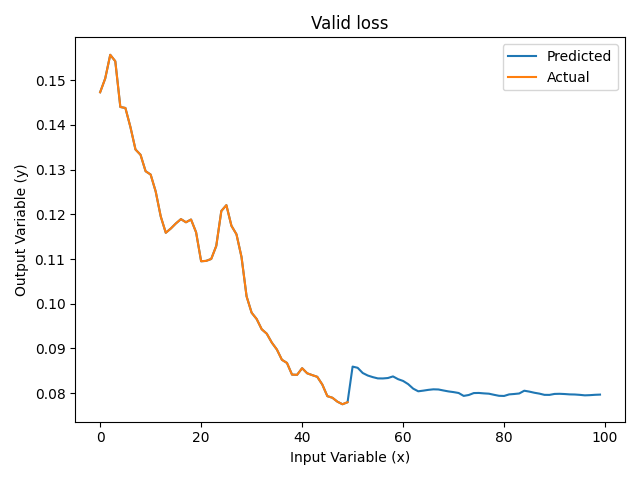 Valid loss
Predicted
Actual
0.15
0.14
0.13
0.12
0.11
0.10
0.09
0.08
Output Variable (y)
0 20 40 60 80 100
Input Variable (x)